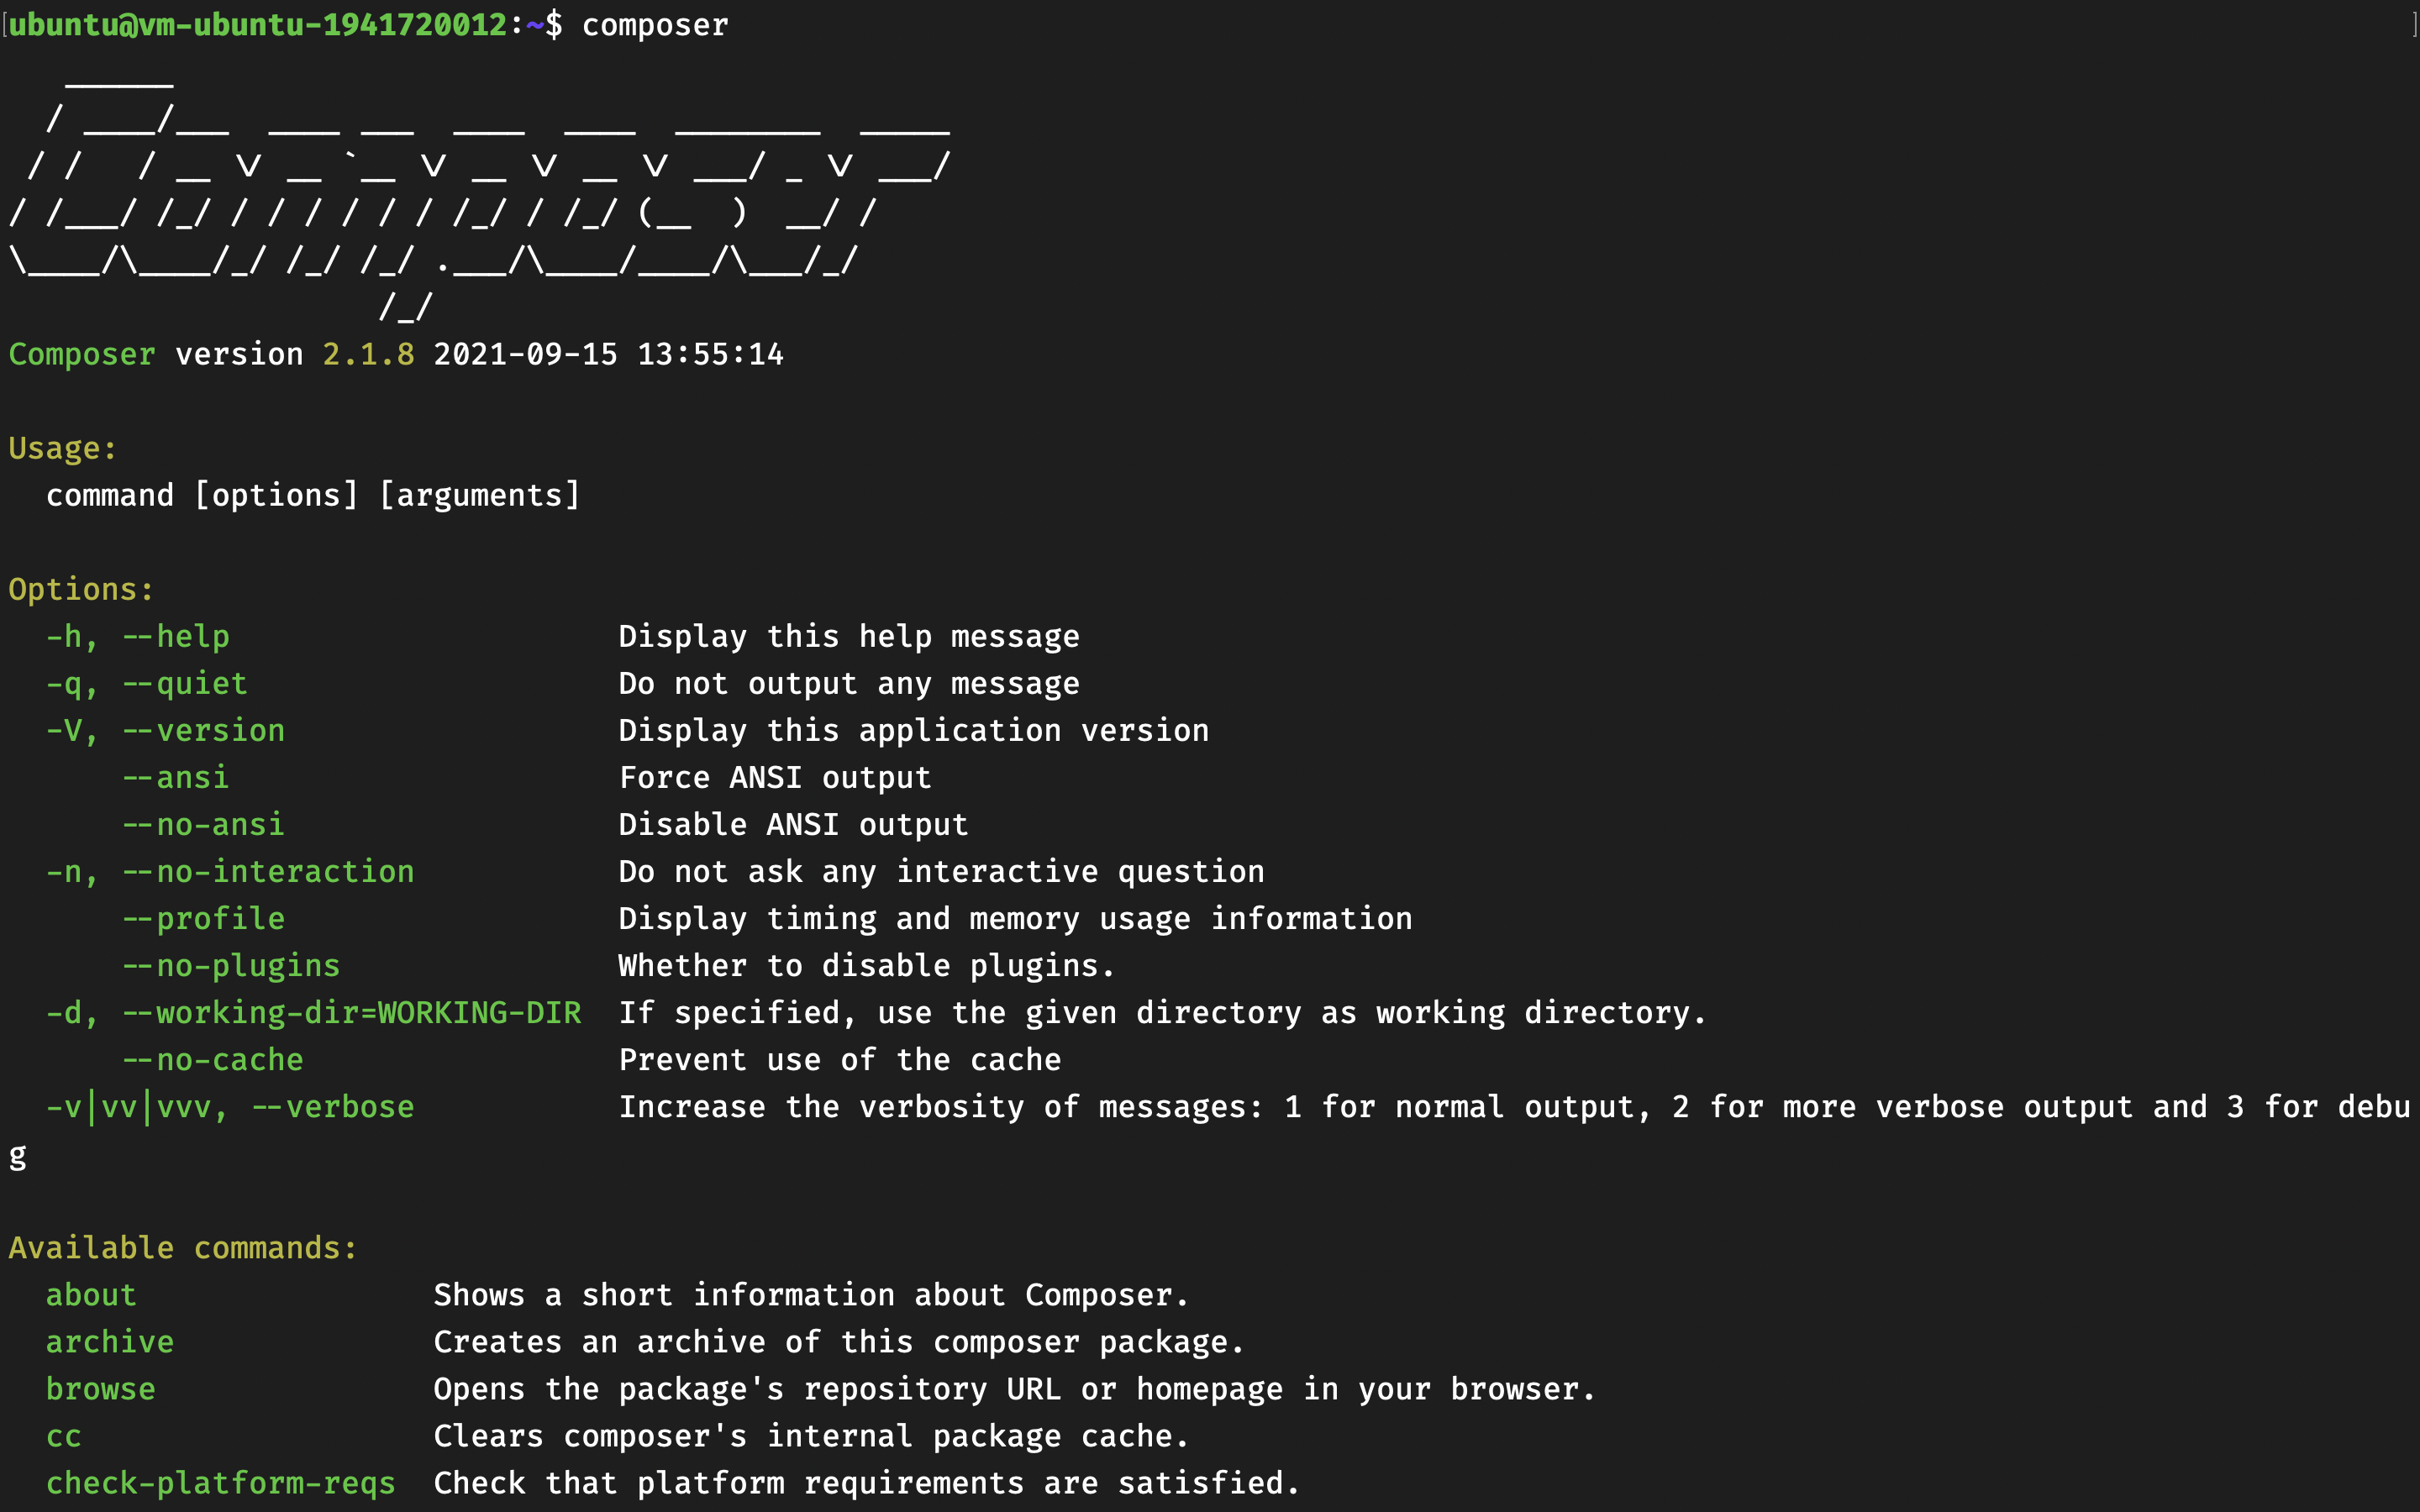 ubuntu@vm-ubuntu-1941720012:~$ composer
   ______
  / ____/___  ____ ___  ____  ____  ________  _____
 / /   / __ \/ __ `__ \/ __ \/ __ \/ ___/ _ \/ ___/
/ /___/ /_/ / / / / / / /_/ / /_/ (__  )  __/ /
\____/\____/_/ /_/ /_/ .___/\____/____/\___/_/
                    /_/
Composer version 2.1.8 2021-09-15 13:55:14

Usage:
  command [options] [arguments]

Options:
  -h, --help                     Display this help message
  -q, --quiet                    Do not output any message
  -V, --version                  Display this application version
      --ansi                     Force ANSI output
      --no-ansi                  Disable ANSI output
  -n, --no-interaction           Do not ask any interactive question
      --profile                  Display timing and memory usage information
      --no-plugins               Whether to disable plugins.
  -d, --working-dir=WORKING-DIR  If specified, use the given directory as working directory.
      --no-cache                 Prevent use of the cache
  -v|vv|vvv, --verbose           Increase the verbosity of messages: 1 for normal output, 2 for more verbose output and 3 for debu
g

Available commands:
  about                Shows a short information about Composer.
  archive              Creates an archive of this composer package.
  browse               Opens the package's repository URL or homepage in your browser.
  cc                   Clears composer's internal package cache.
  check-platform-reqs  Check that platform requirements are satisfied.